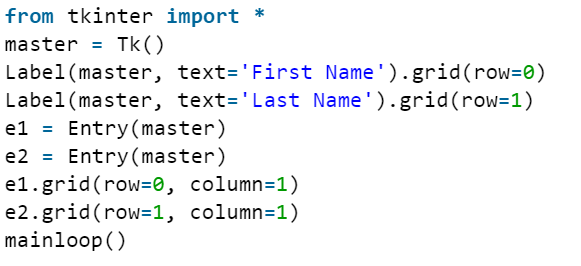 from tkinter import *
master = Tk()
Label(master, text='First Name').grid(row=0)
Label(master, text='Last Name').grid(row=1)
e1 = Entry(master)
e2 = Entry(master)
e1.grid(row=0, column=1)
e2.grid(row=1, column=1)
mainloop()